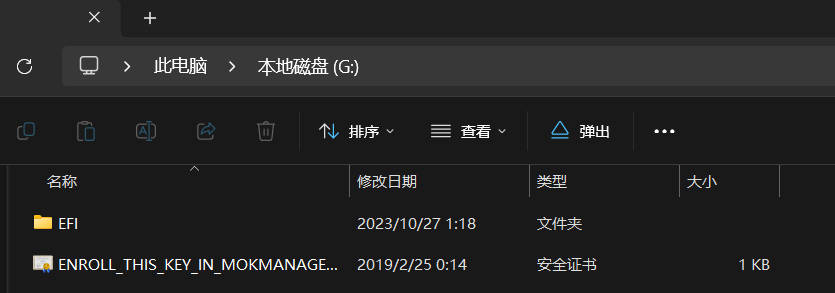 此电脑 本地磁盘 (G:)
排序 查看 弹出
名称 修改日期 类型 大小
EFI 2023/10/27 1:18 文件夹
ENROLL_THIS_KEY_IN_MOKMANAGE... 2019/2/25 0:14 安全证书 1 KB